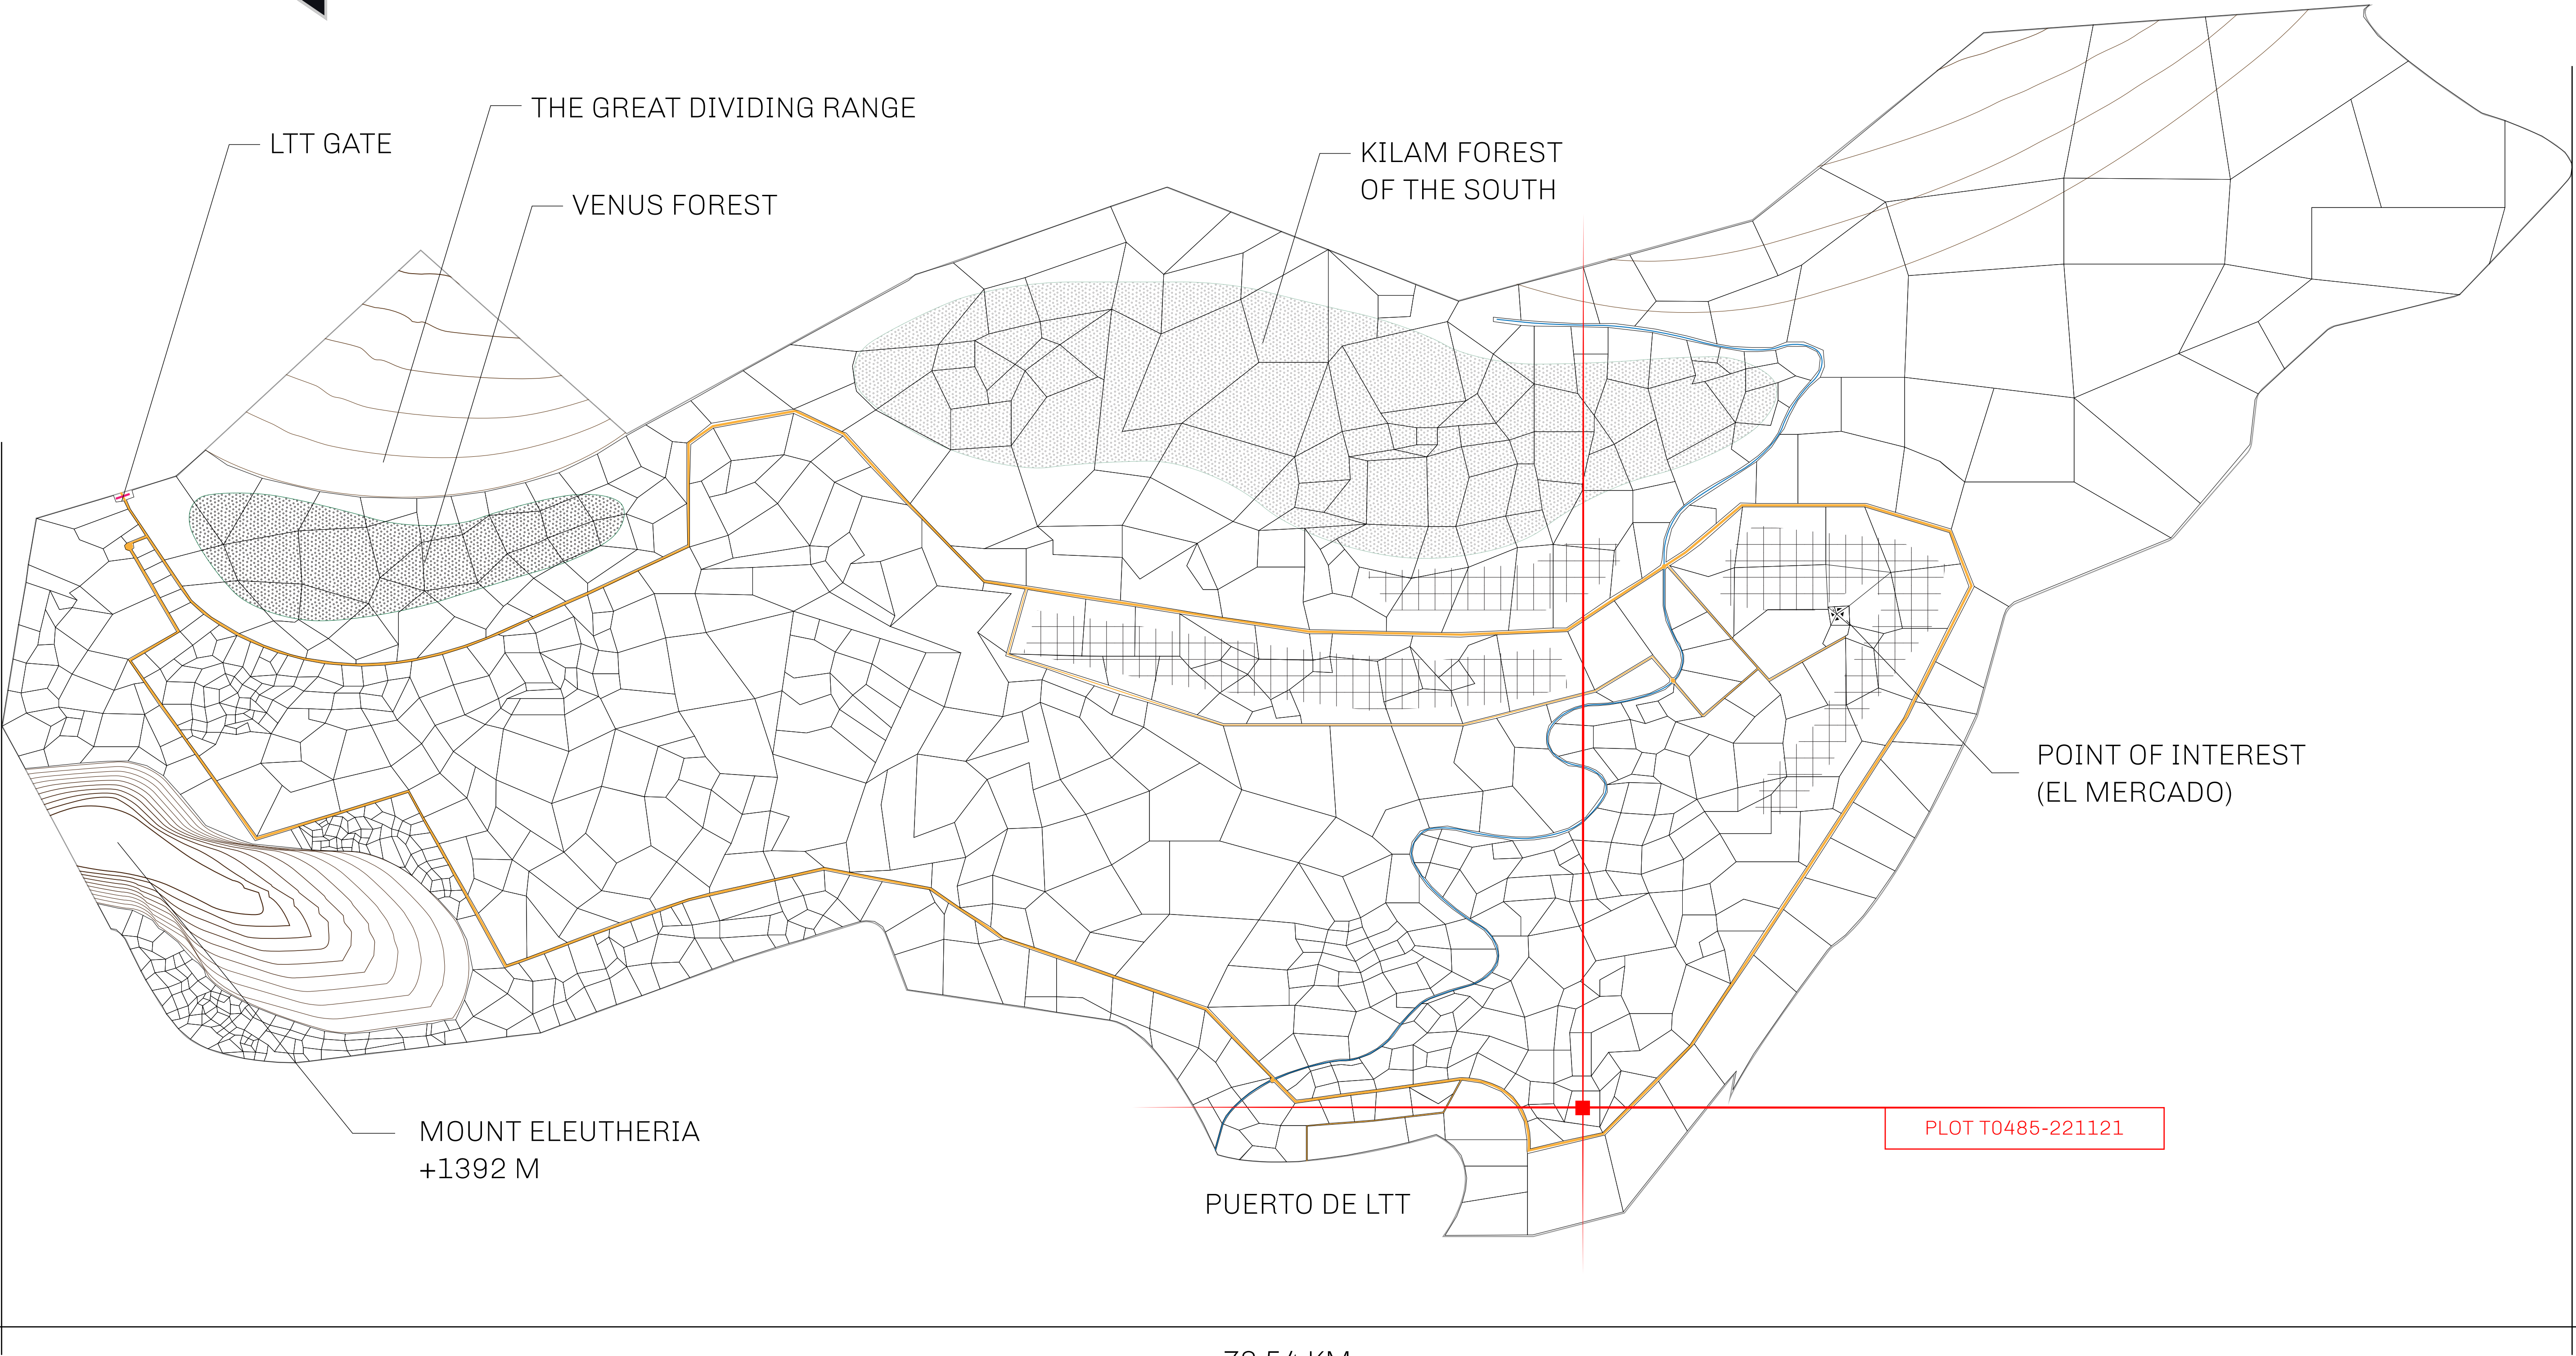 THE GREAT DIVIDING RANGE
LTT GATE
KILAM FOREST
OF THE SOUTH
VENUS FOREST
POINT OF INTEREST
(EL MERCADO)
PLOT T0485-221121
MOUNT ELEUTHERIA
+1392 M
PUERTO DE LTT